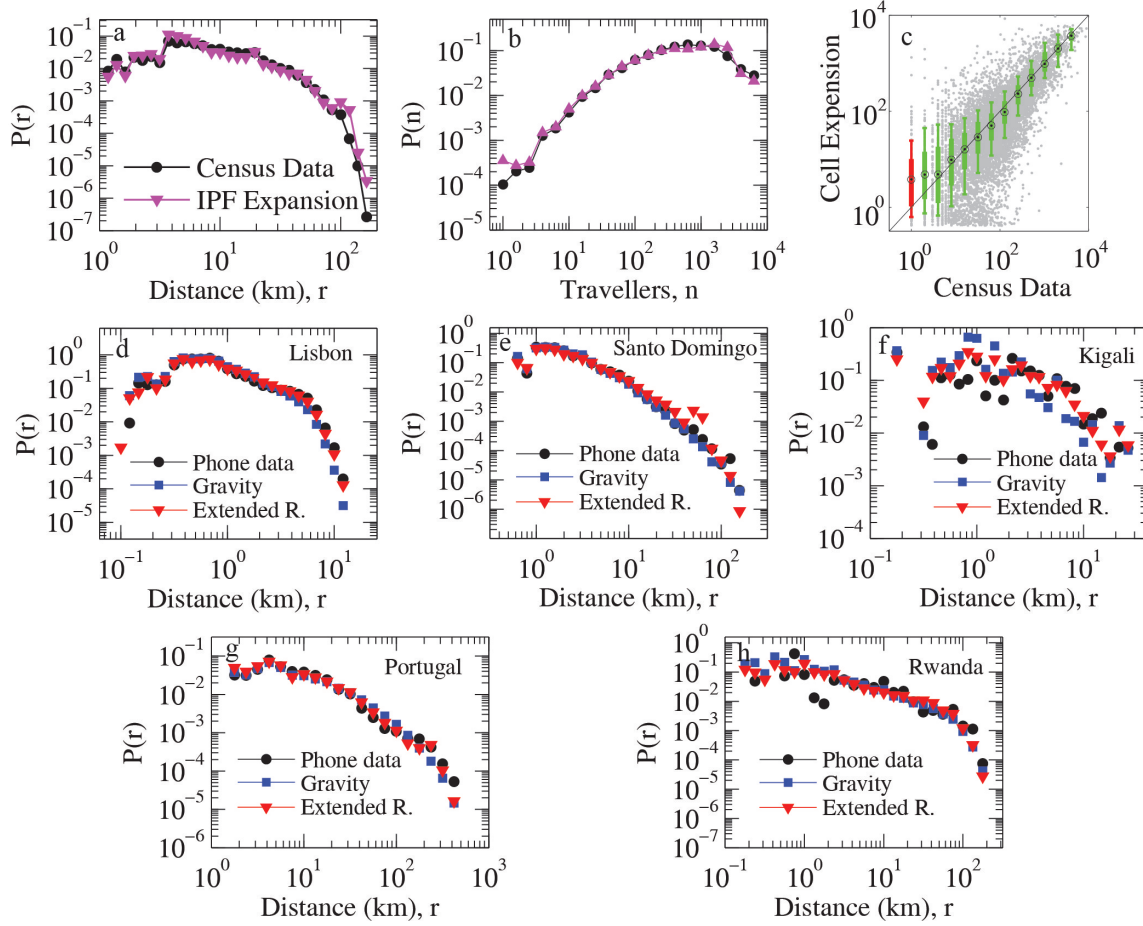 a
P(r)
10^-1
10^-2
10^-3
10^-4
10^-5
10^-6
10^-7
Census Data
IPF Expansion
10^0 10^1 10^2
Distance (km), r
b
P(n)
10^0
10^-1
10^-2
10^-3
10^-4
10^-5
10^0 10^1 10^2 10^3 10^4
Travellers, n
c
Cell Expension
10^4
10^2
10^0
10^0 10^2 10^4
Census Data
d
Lisbon
P(r)
10^0
10^-1
10^-2
10^-3
10^-4
10^-5
Phone data
Gravity
Extended R.
10^-1 10^0 10^1
Distance (km), r
e
Santo Domingo
P(r)
10^0
10^-1
10^-2
10^-3
10^-4
10^-5
10^-6
Phone data
Gravity
Extended R.
10^0 10^1 10^2
Distance (km), r
f
Kigali
P(r)
10^0
10^-1
10^-2
10^-3
10^-4
Phone data
Gravity
Extended R.
10^-1 10^0 10^1
Distance (km), r
g
Portugal
P(r)
10^-1
10^-2
10^-3
10^-4
10^-5
10^-6
Phone data
Gravity
Extended R.
10^0 10^1 10^2 10^3
Distance (km), r
h
Rwanda
P(r)
10^0
10^-1
10^-2
10^-3
10^-4
10^-5
10^-6
10^-7
Phone data
Gravity
Extended R.
10^-1 10^0 10^1 10^2
Distance (km), r